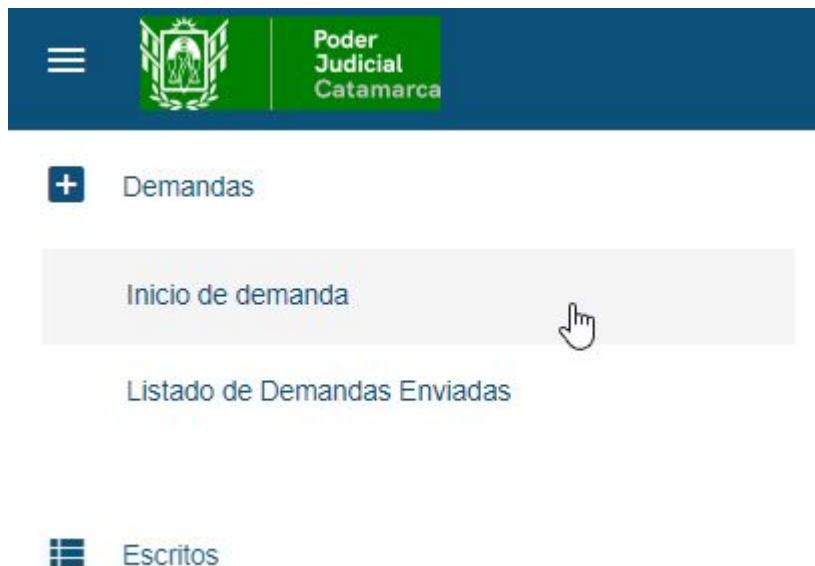 Poder
Judicial
Catamarca
Demandas
Inicio de demanda
Listado de Demandas Enviadas
Escritos